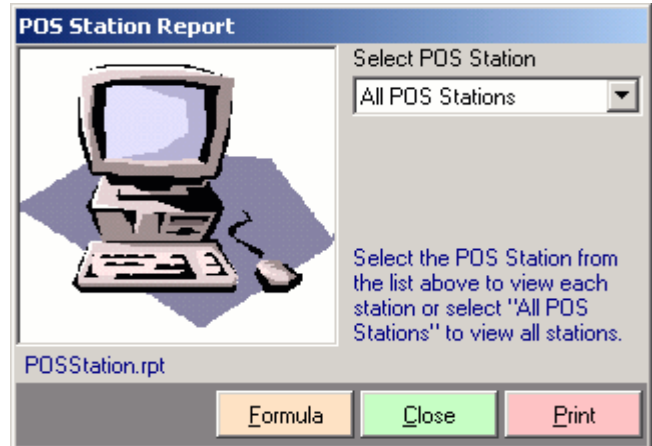 POS Station Report
Select POS Station
All POS Stations
Select the POS Station from
the list above to view each
station or select "All POS
Stations" to view all stations.
POSStation.rpt
Formula
Close
Print